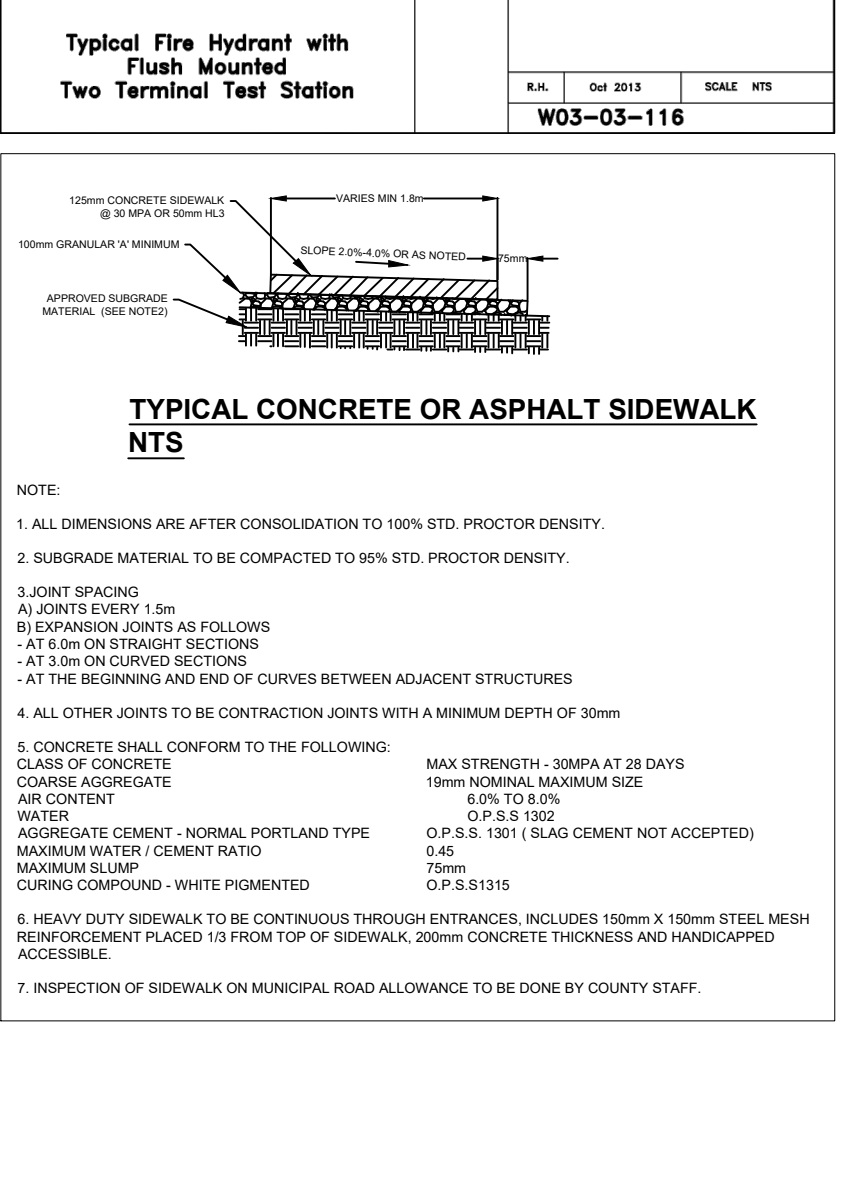 Typical Fire Hydrant with
Flush Mounted
Two Terminal Test Station
R.H. Oct 2013 SCALE NTS
W03-03-116
125mm CONCRETE SIDEWALK
@ 30 MPA OR 50mm HL3
VARIES MIN 1.8m
100mm GRANULAR 'A' MINIMUM
SLOPE 2.0%-4.0% OR AS NOTED
75mm
APPROVED SUBGRADE
MATERIAL (SEE NOTE2)
TYPICAL CONCRETE OR ASPHALT SIDEWALK
NTS
NOTE:
1. ALL DIMENSIONS ARE AFTER CONSOLIDATION TO 100% STD. PROCTOR DENSITY.
2. SUBGRADE MATERIAL TO BE COMPACTED TO 95% STD. PROCTOR DENSITY.
3.JOINT SPACING
A) JOINTS EVERY 1.5m
B) EXPANSION JOINTS AS FOLLOWS
- AT 6.0m ON STRAIGHT SECTIONS
- AT 3.0m ON CURVED SECTIONS
- AT THE BEGINNING AND END OF CURVES BETWEEN ADJACENT STRUCTURES
4. ALL OTHER JOINTS TO BE CONTRACTION JOINTS WITH A MINIMUM DEPTH OF 30mm
5. CONCRETE SHALL CONFORM TO THE FOLLOWING:
CLASS OF CONCRETE MAX STRENGTH - 30MPA AT 28 DAYS
COARSE AGGREGATE 19mm NOMINAL MAXIMUM SIZE
AIR CONTENT 6.0% TO 8.0%
WATER O.P.S.S 1302
AGGREGATE CEMENT - NORMAL PORTLAND TYPE O.P.S.S. 1301 ( SLAG CEMENT NOT ACCEPTED)
MAXIMUM WATER / CEMENT RATIO 0.45
MAXIMUM SLUMP 75mm
CURING COMPOUND - WHITE PIGMENTED O.P.S.S1315
6. HEAVY DUTY SIDEWALK TO BE CONTINUOUS THROUGH ENTRANCES, INCLUDES 150mm X 150mm STEEL MESH
REINFORCEMENT PLACED 1/3 FROM TOP OF SIDEWALK, 200mm CONCRETE THICKNESS AND HANDICAPPED
ACCESSIBLE.
7. INSPECTION OF SIDEWALK ON MUNICIPAL ROAD ALLOWANCE TO BE DONE BY COUNTY STAFF.